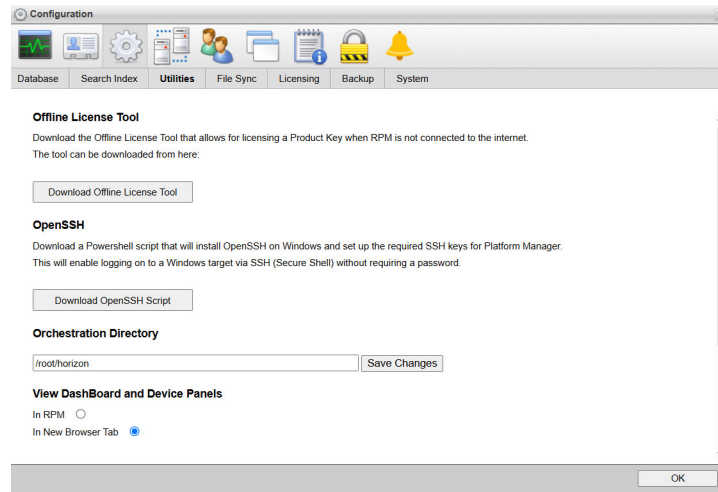 Configuration
Database Search Index Utilities File Sync Licensing Backup System
Offline License Tool
Download the Offline License Tool that allows for licensing a Product Key when RPM is not connected to the internet.
The tool can be downloaded from here:
Download Offline License Tool
OpenSSH
Download a Powershell script that will install OpenSSH on Windows and set up the required SSH keys for Platform Manager.
This will enable logging on to a Windows target via SSH (Secure Shell) without requiring a password.
Download OpenSSH Script
Orchestration Directory
/root/horizon Save Changes
View DashBoard and Device Panels
In RPM
In New Browser Tab
OK